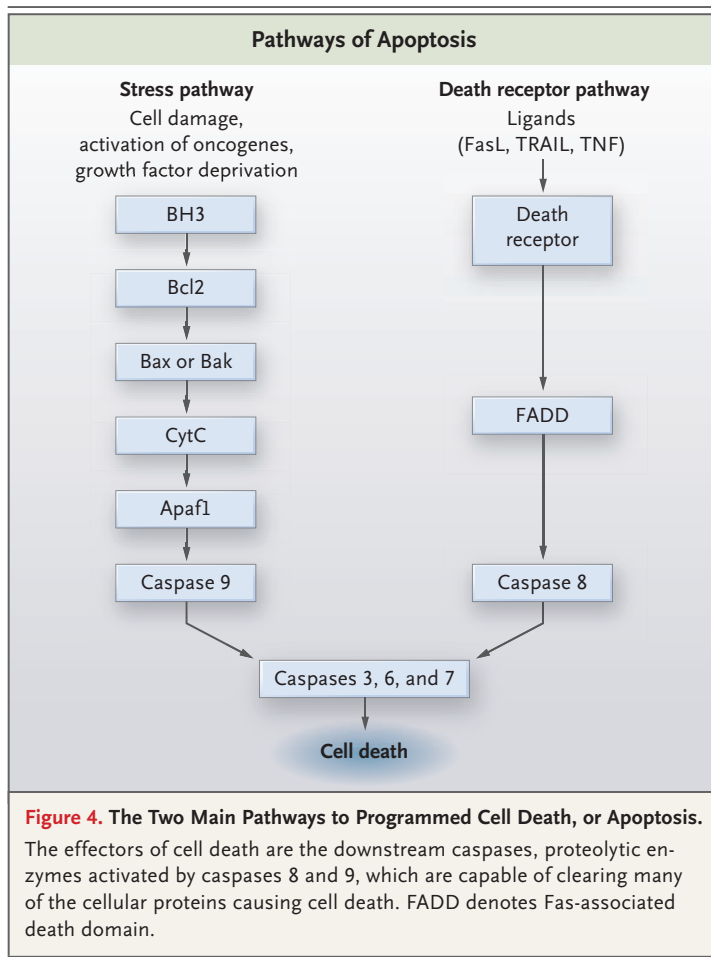 Pathways of Apoptosis
Stress pathway
Cell damage,
activation of oncogenes,
growth factor deprivation
BH3
Bcl2
Bax or Bak
CytC
Apaf1
Caspase 9
Death receptor pathway
Ligands
(FasL, TRAIL, TNF)
Death
receptor
FADD
Caspase 8
Caspases 3, 6, and 7
Cell death
Figure 4. The Two Main Pathways to Programmed Cell Death, or Apoptosis.
The effectors of cell death are the downstream caspases, proteolytic en-
zymes activated by caspases 8 and 9, which are capable of clearing many
of the cellular proteins causing cell death. FADD denotes Fas-associated
death domain.